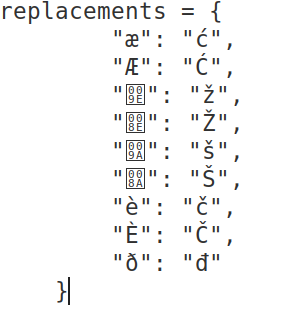 replacements = {
"æ": "ć",
"Æ": "Ć",
"": "ž",
"": "Ž",
"": "š",
"": "Š",
"è": "č",
"È": "Č",
"ð": "đ"
}